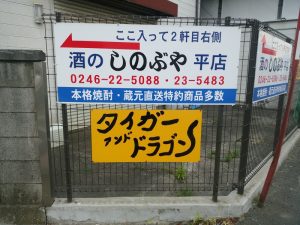 ここ入って2軒目右側
酒の しのぶや 平店
0246-22-5088・23-5483
本格焼酎・蔵元直送特約商品多数
タイガー
アンド
ドラゴン